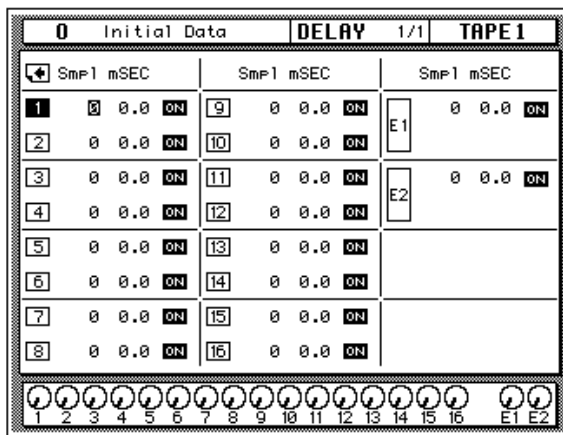 0 Initial Data DELAY 1/1 TAPE 1
Smpl mSEC Smpl mSEC Smpl mSEC
1 0 0.0 ON 9 0 0.0 ON E1 0 0.0 ON
2 0 0.0 ON 10 0 0.0 ON
3 0 0.0 ON 11 0 0.0 ON E2 0 0.0 ON
4 0 0.0 ON 12 0 0.0 ON
5 0 0.0 ON 13 0 0.0 ON
6 0 0.0 ON 14 0 0.0 ON
7 0 0.0 ON 15 0 0.0 ON
8 0 0.0 ON 16 0 0.0 ON
1 2 3 4 5 6 7 8 9 10 11 12 13 14 15 16 E1 E2